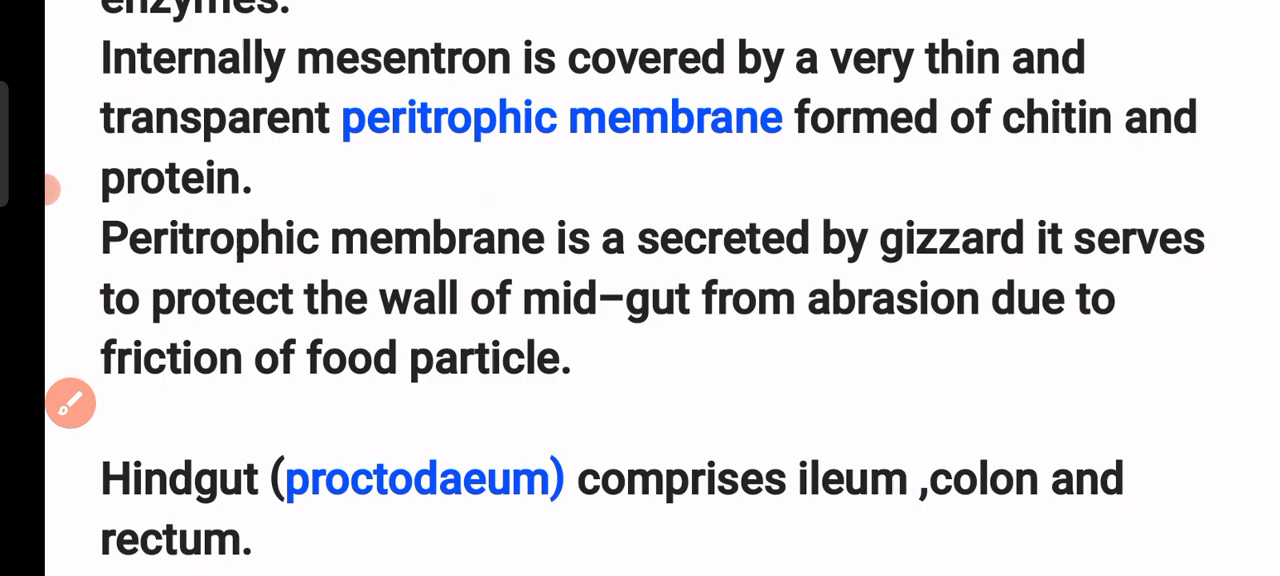 enzymes.
Internally mesentron is covered by a very thin and
transparent peritrophic membrane formed of chitin and
protein.
Peritrophic membrane is a secreted by gizzard it serves
to protect the wall of mid–gut from abrasion due to
friction of food particle.
Hindgut (proctodaeum) comprises ileum ,colon and
rectum.